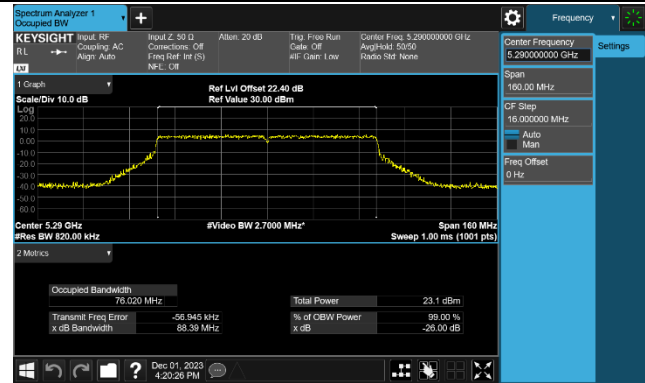 Spectrum Analyzer 1
Occupied BW
Frequency
KEYSIGHT Input: RF Input Z: 50 Ω Atten: 20 dB Trig: Free Run Center Freq: 5.290000000 GHz
RL Coupling: AC Corrections: Off Gate: Off Avg|Hold: 50/50
Align: Auto Freq Ref: Int (S) #IF Gain: Low Radio Std: None
LXI NFE: Off
Center Frequency
5.290000000 GHz
Settings
Span
160.00 MHz
CF Step
16.000000 MHz
Auto
Man
Freq Offset
0 Hz
1 Graph
Ref Lvl Offset 22.40 dB
Scale/Div 10.0 dB Ref Value 30.00 dBm
Log
20.0
10.0
0.00
-10.0
-20.0
-30.0
-40.0
-50.0
-60.0
Center 5.29 GHz #Video BW 2.7000 MHz* Span 160 MHz
#Res BW 820.00 kHz Sweep 1.00 ms (1001 pts)
2 Metrics
Occupied Bandwidth
76.020 MHz Total Power 23.1 dBm
Transmit Freq Error -56.945 kHz % of OBW Power 99.00 %
x dB Bandwidth 88.39 MHz x dB -26.00 dB
Dec 01, 2023
4:20:26 PM